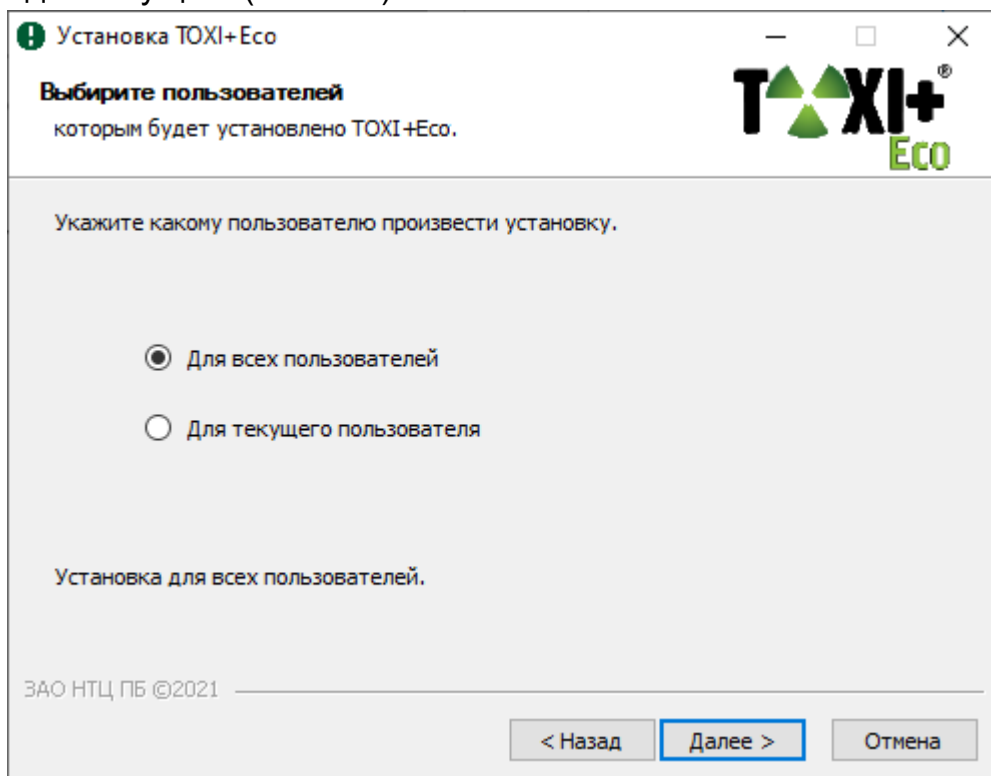 Установка TOXI+Eco
Выбирите пользователей
которым будет установлено TOXI+Eco.
TOXI+®
Eco
Укажите какому пользователю произвести установку.
Для всех пользователей
Для текущего пользователя
Установка для всех пользователей.
ЗАО НТЦ ПБ ©2021
< Назад
Далее >
Отмена